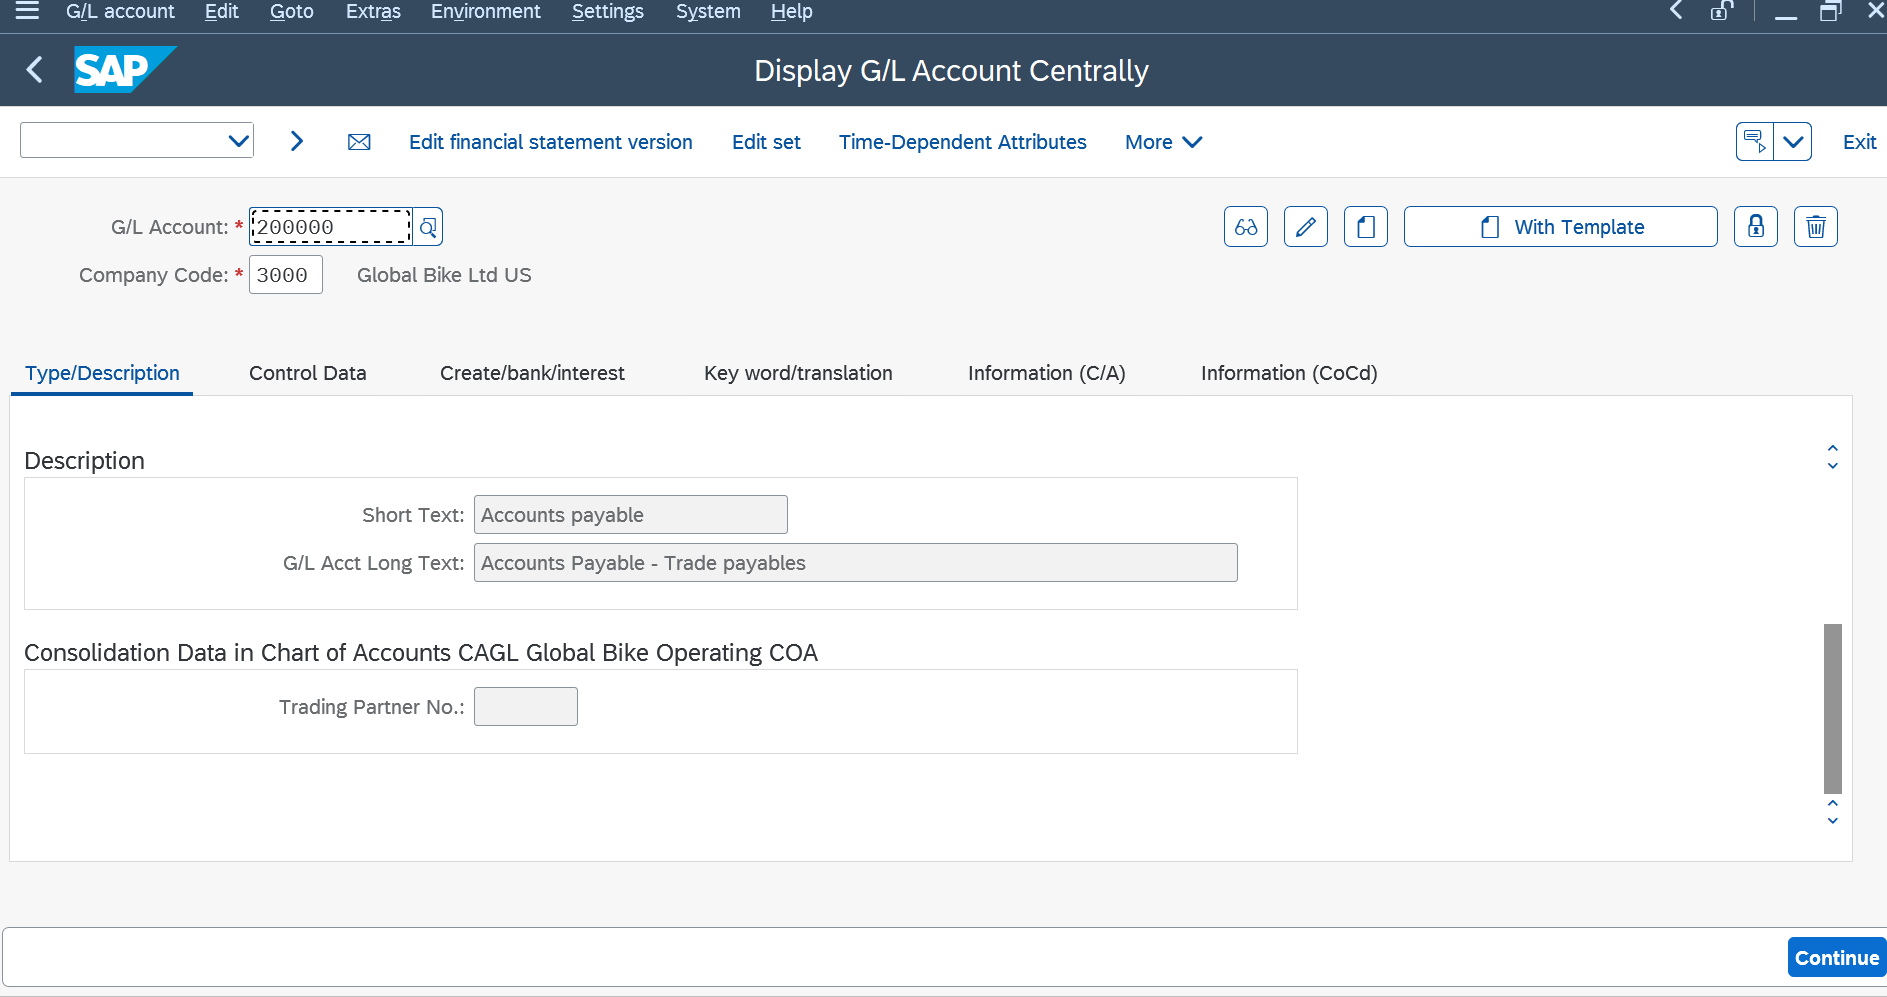 G/L account Edit Goto Extras Environment Settings System Help
SAP Display G/L Account Centrally
Edit financial statement version Edit set Time-Dependent Attributes More Exit
G/L Account: * 200000 With Template
Company Code: * 3000 Global Bike Ltd US
Type/Description Control Data Create/bank/interest Key word/translation Information (C/A) Information (CoCd)
Description
Short Text: Accounts payable
G/L Acct Long Text: Accounts Payable - Trade payables
Consolidation Data in Chart of Accounts CAGL Global Bike Operating COA
Trading Partner No.:
Continue